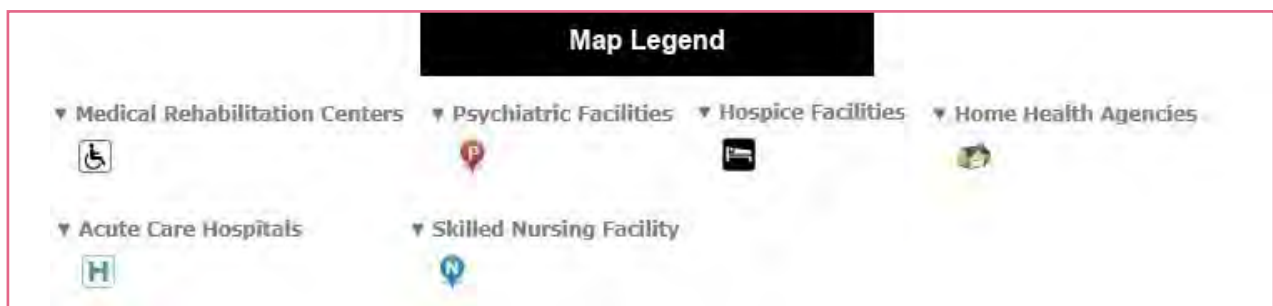 Map Legend
▼ Medical Rehabilitation Centers ▼ Psychiatric Facilities ▼ Hospice Facilities ▼ Home Health Agencies
P
▼ Acute Care Hospitals ▼ Skilled Nursing Facility
H N